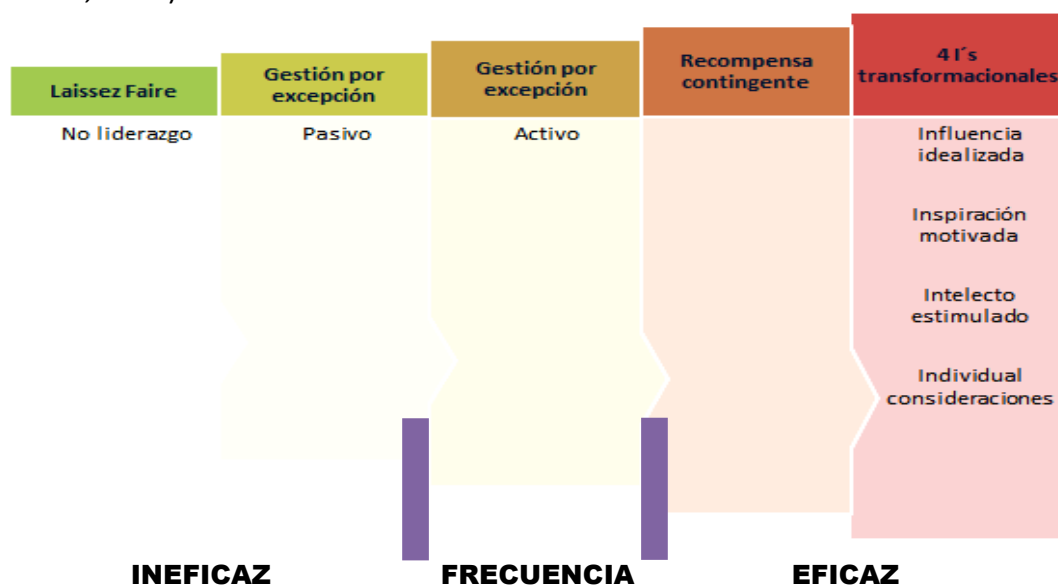 Laissez Faire
Gestión por
excepción
Gestión por
excepción
Recompensa
contingente
4 I´s
transformacionales
No liderazgo
Pasivo
Activo
Influencia
idealizada
Inspiración
motivada
Intelecto
estimulado
Individual
consideraciones
INEFICAZ
FRECUENCIA
EFICAZ